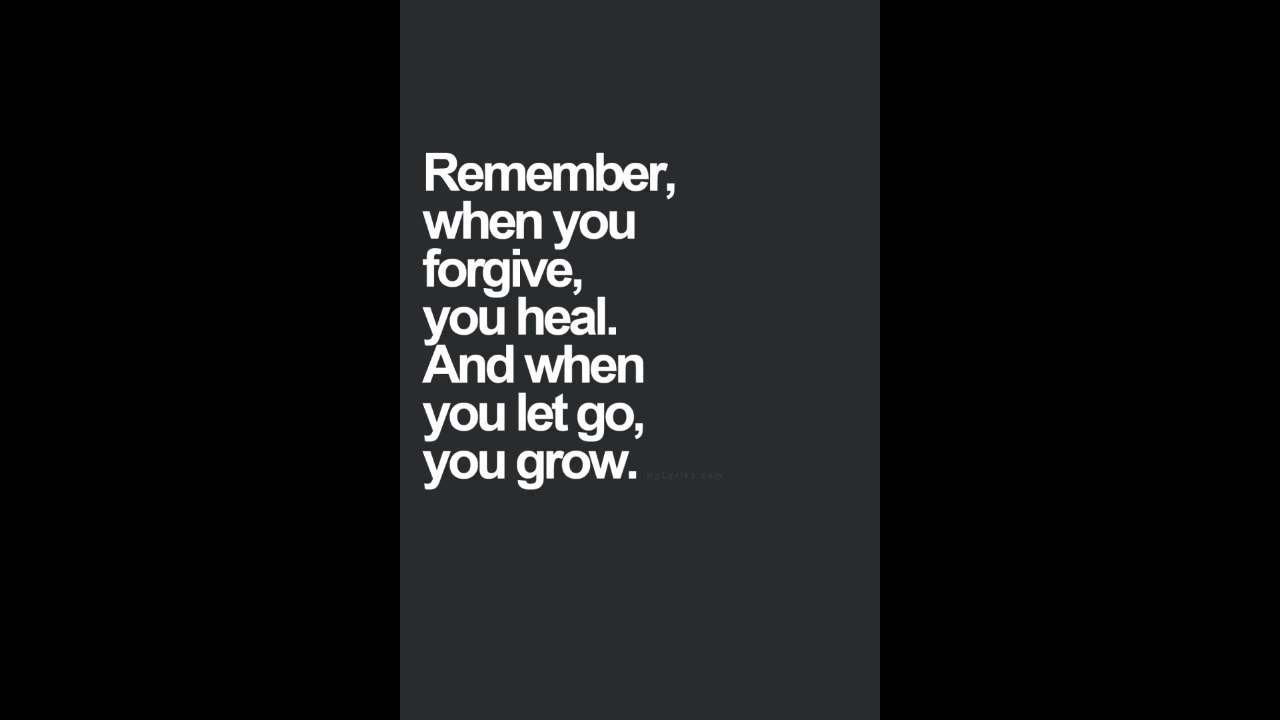 Remember,
when you
forgive,
you heal.
And when
you let go,
you grow.